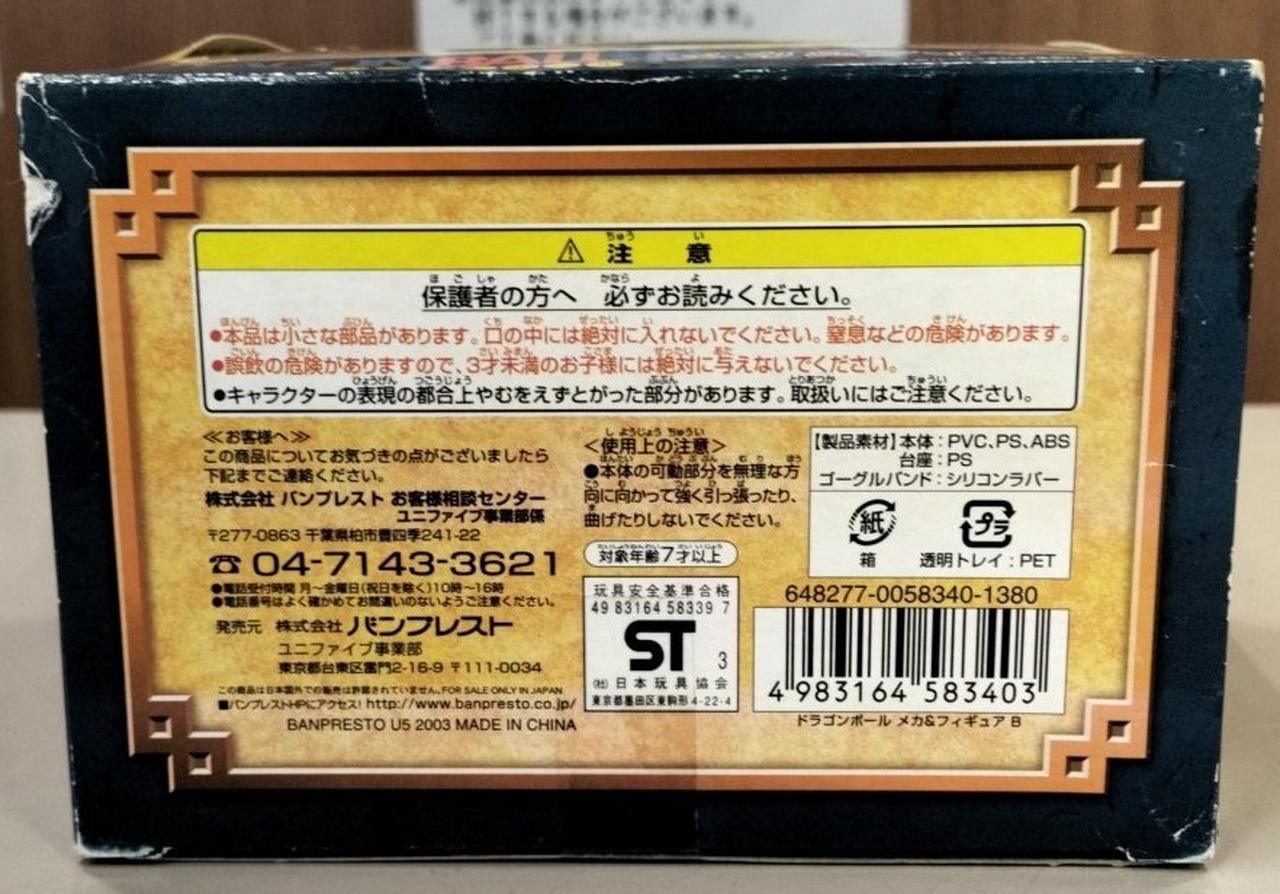 ⚠ 注 意
保護者の方へ 必ずお読みください。
●本品は小さな部品があります。口の中には絶対に入れないでください。窒息などの危険があります。
●誤飲の危険がありますので、3才未満のお子様には絶対に与えないでください。
●キャラクターの表現の都合上やむをえずとがった部分があります。取扱いにはご注意ください。
≪お客様へ≫
この商品についてお気づきの点がございましたら
下記までご連絡ください。
株式会社 バンプレスト お客様相談センター
ユニファイブ事業部係
〒277-0863 千葉県柏市豊四季241-22
☎04-7143-3621
●電話受付時間 月～金曜日(祝日を除く)10時～16時
●電話番号はよく確かめてお間違いのないようご注意ください。
発売元 株式会社 バンプレスト
ユニファイブ事業部
東京都台東区雷門2-16-9 〒111-0034
この商品は日本国外での販売は許諾されていません。FOR SALE ONLY IN JAPAN
■バンプレストHPにアクセス! http://www.banpresto.co.jp/
BANPRESTO U5 2003 MADE IN CHINA
＜使用上の注意＞
●本体の可動部分を無理な方
向に向かって強く引っ張ったり、
曲げたりしないでください。
対象年齢7才以上
玩具安全基準合格
49 83164 58339 7
ST 3
(社)日本玩具協会
東京都墨田区東駒形4-22-4
【製品素材】本体：PVC、PS、ABS
台座：PS
ゴーグルバンド：シリコンラバー
紙
箱
プラ
透明トレイ：PET
648277-0058340-1380
4 983164 583403
ドラゴンボール メカ&フィギュア B